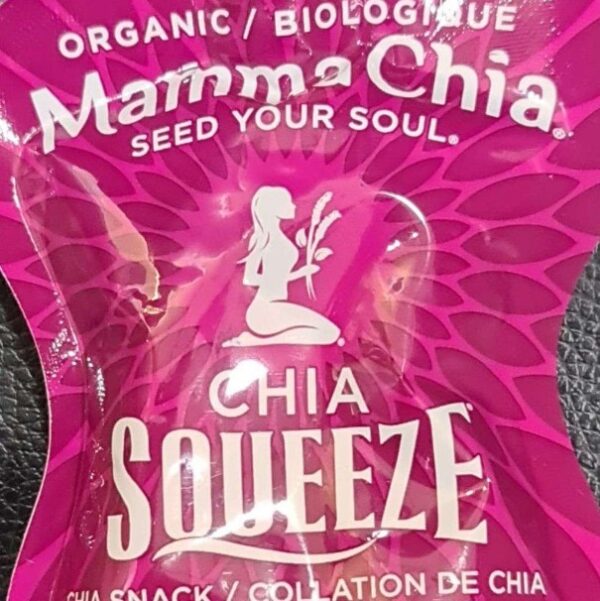 ORGANIC / BIOLOGIQUE
Mamma Chia®
SEED YOUR SOUL®
CHIA
SQUEEZE
CHIA SNACK / COLLATION DE CHIA